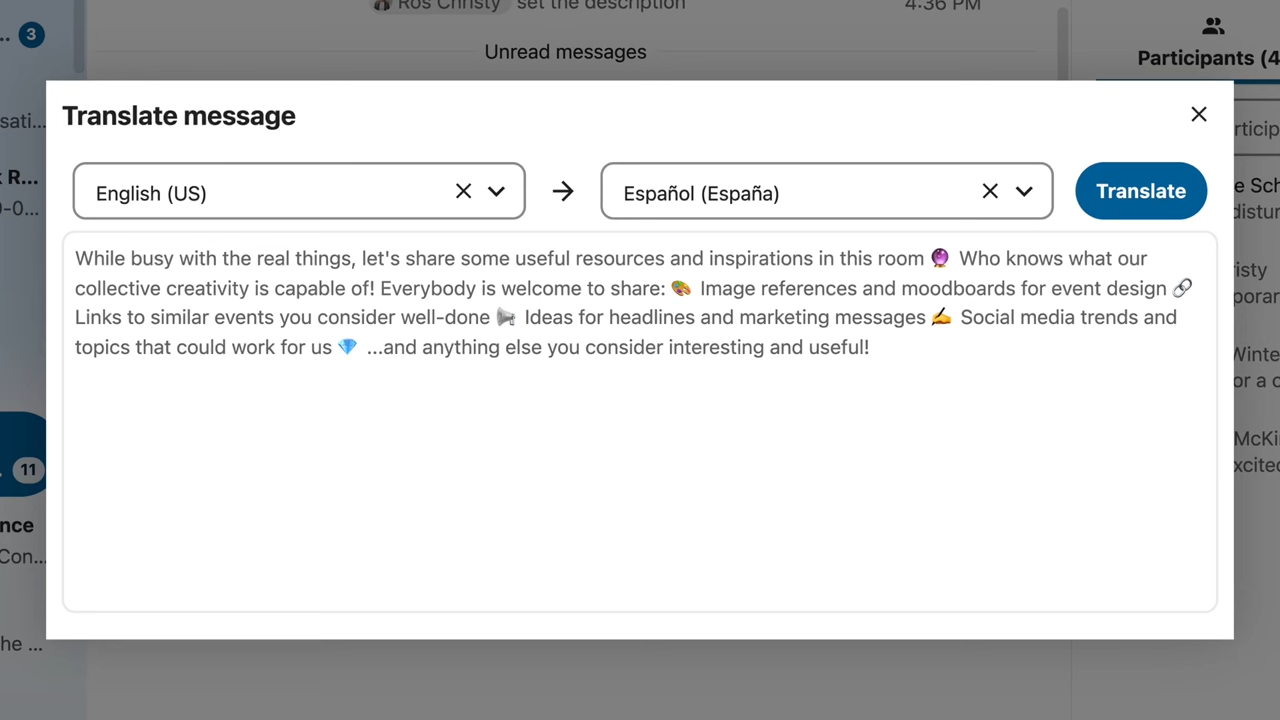 Ros Christy set the description 4:36 PM
3
Unread messages
Participants (4
Translate message
sati...
R...
English (US) → Español (España) Translate
While busy with the real things, let's share some useful resources and inspirations in this room 🔮 Who knows what our
collective creativity is capable of! Everybody is welcome to share: 🎨 Image references and moodboards for event design 🔗
Links to similar events you consider well-done 📢 Ideas for headlines and marketing messages ✍️ Social media trends and
topics that could work for us 💎 ...and anything else you consider interesting and useful!
11
nce
Con...
he ...